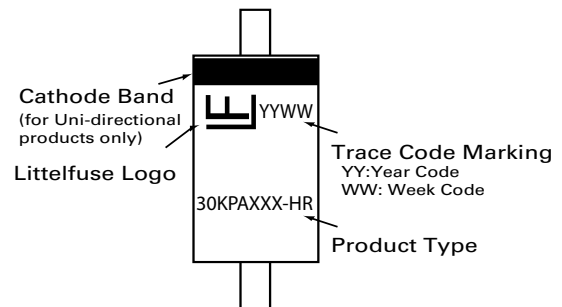 Cathode Band
(for Uni-directional
products only)
Littelfuse Logo
YYWW
Trace Code Marking
YY:Year Code
WW: Week Code
30KPAXXX-HR
Product Type